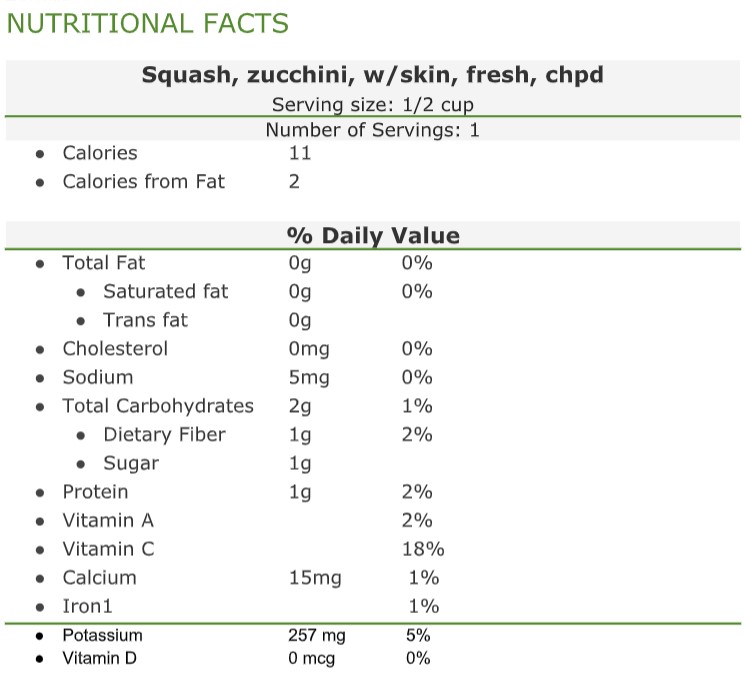 NUTRITIONAL FACTS
Squash, zucchini, w/skin, fresh, chpd
Serving size: 1/2 cup
Number of Servings: 1
• Calories 11
• Calories from Fat 2
% Daily Value
• Total Fat 0g 0%
• Saturated fat 0g 0%
• Trans fat 0g
• Cholesterol 0mg 0%
• Sodium 5mg 0%
• Total Carbohydrates 2g 1%
• Dietary Fiber 1g 2%
• Sugar 1g
• Protein 1g 2%
• Vitamin A 2%
• Vitamin C 18%
• Calcium 15mg 1%
• Iron1 1%
• Potassium 257 mg 5%
• Vitamin D 0 mcg 0%